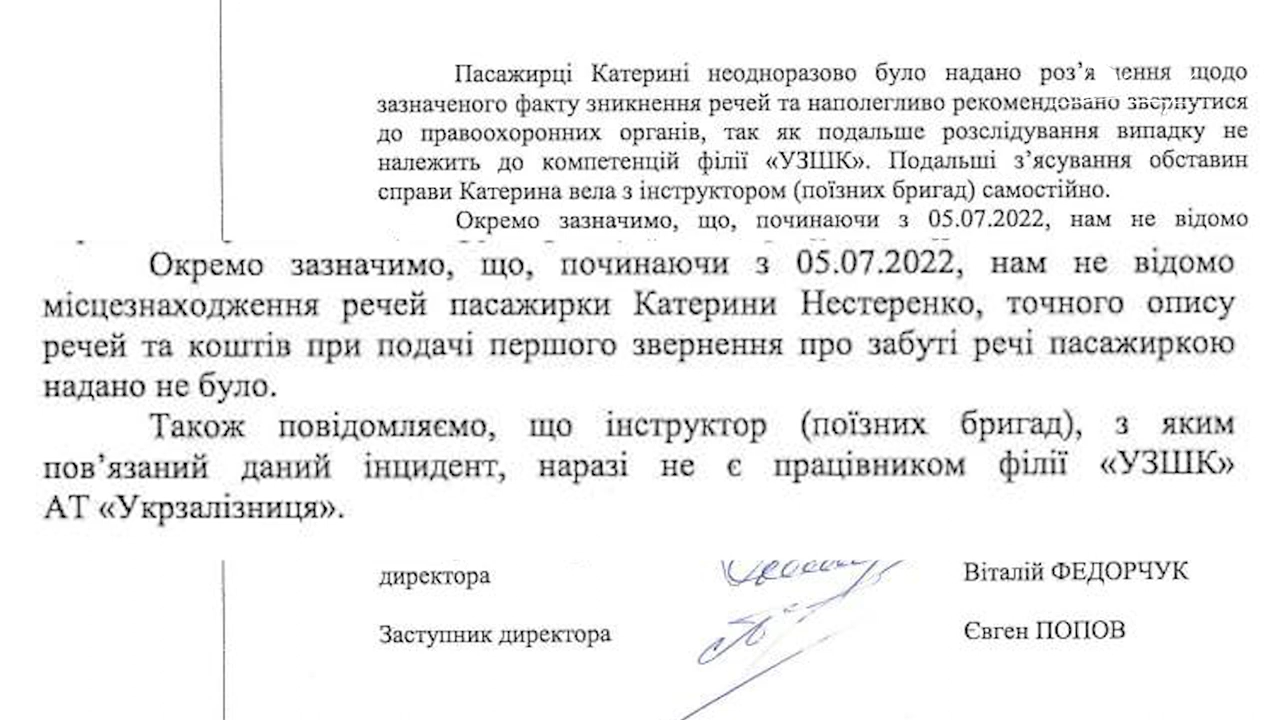 Пасажирці Катерині неодноразово було надано щодо
зазначеного факту зникнення речей та наполегливо рекомендовано звернутися
до правоохоронних органів, так як подальше розслідування випадку не
належить до компетенцій філії «УЗШК». Подальші з’ясування обставин
справи Катерина вела з інструктором (поїзних бригад) самостійно.
Окремо зазначимо, що, починаючи з 05.07.2022, нам не відомо
Окремо зазначимо, що, починаючи з 05.07.2022, нам не відомо
місцезнаходження речей пасажирки Катерини Нестеренко, точного опису
речей та коштів при подачі першого звернення про забуті речі пасажиркою
надано не було.
Також повідомляємо, що інструктор (поїзних бригад), з яким
пов’язаний даний інцидент, наразі не є працівником філії «УЗШК»
АТ «Укрзалізниця».
директора Віталій ФЕДОРЧУК
Заступник директора Євген ПОПОВ